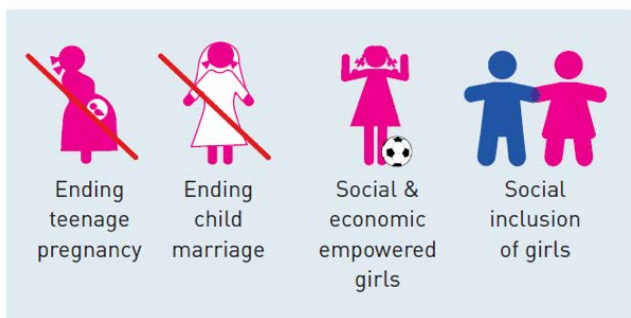 Ending
teenage
pregnancy
Ending
child
marriage
Social &
economic
empowered
girls
Social
inclusion
of girls